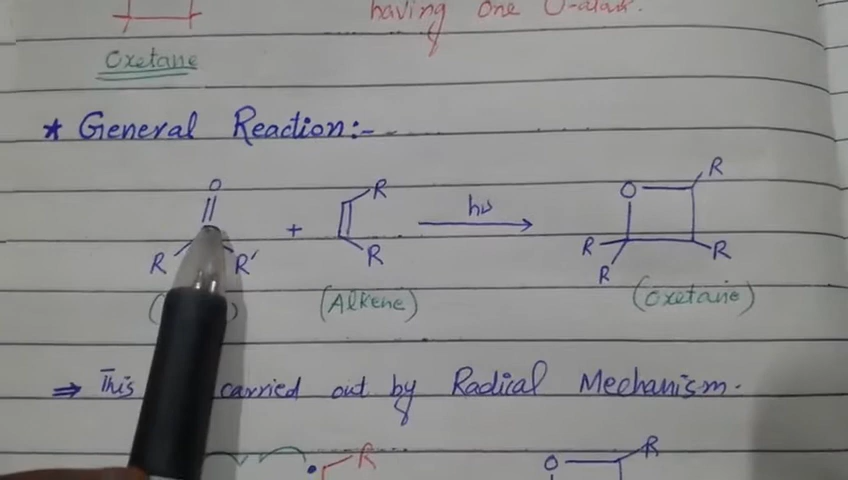 having one O-atom.
Oxetane
* General Reaction:-
O R R' + R R hν O R R R R
(Alkene) (Oxetane)
⇒ This carried out by Radical Mechanism.
R O R